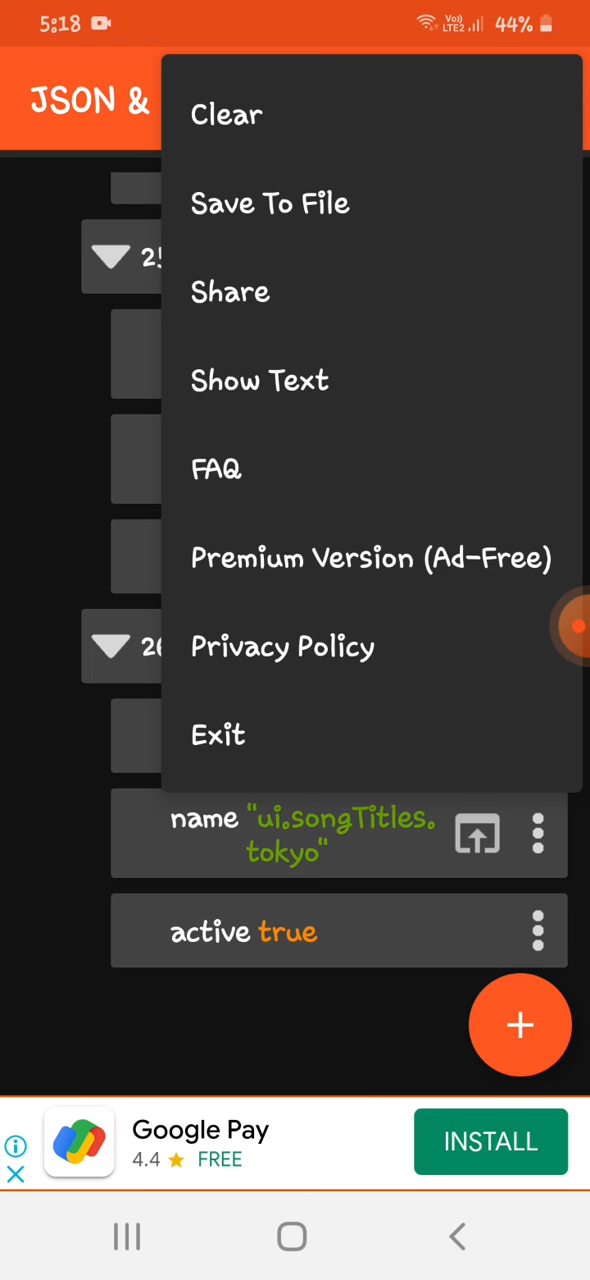 5:18
Vo)) LTE2 44%
JSON &
Clear
Save To File
Share
Show Text
FAQ
Premium Version (Ad-Free)
Privacy Policy
Exit
name "ui.songTitles.
tokyo"
active true
+
Google Pay
4.4 ★ FREE
INSTALL